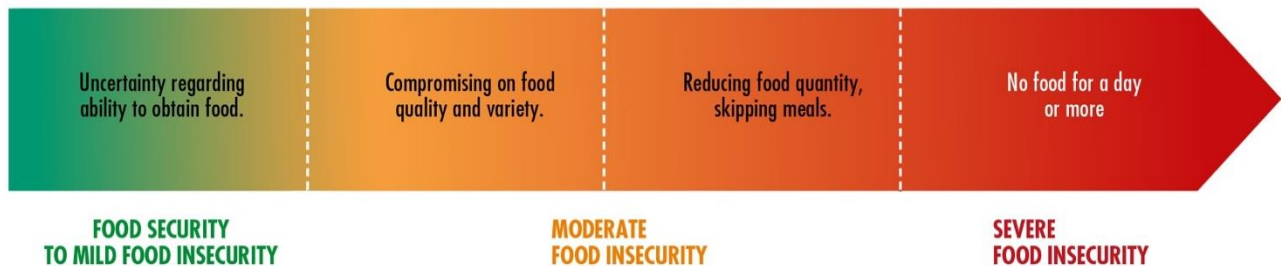 Uncertainty regarding
ability to obtain food.
Compromising on food
quality and variety.
Reducing food quantity,
skipping meals.
No food for a day
or more
FOOD SECURITY
TO MILD FOOD INSECURITY
MODERATE
FOOD INSECURITY
SEVERE
FOOD INSECURITY